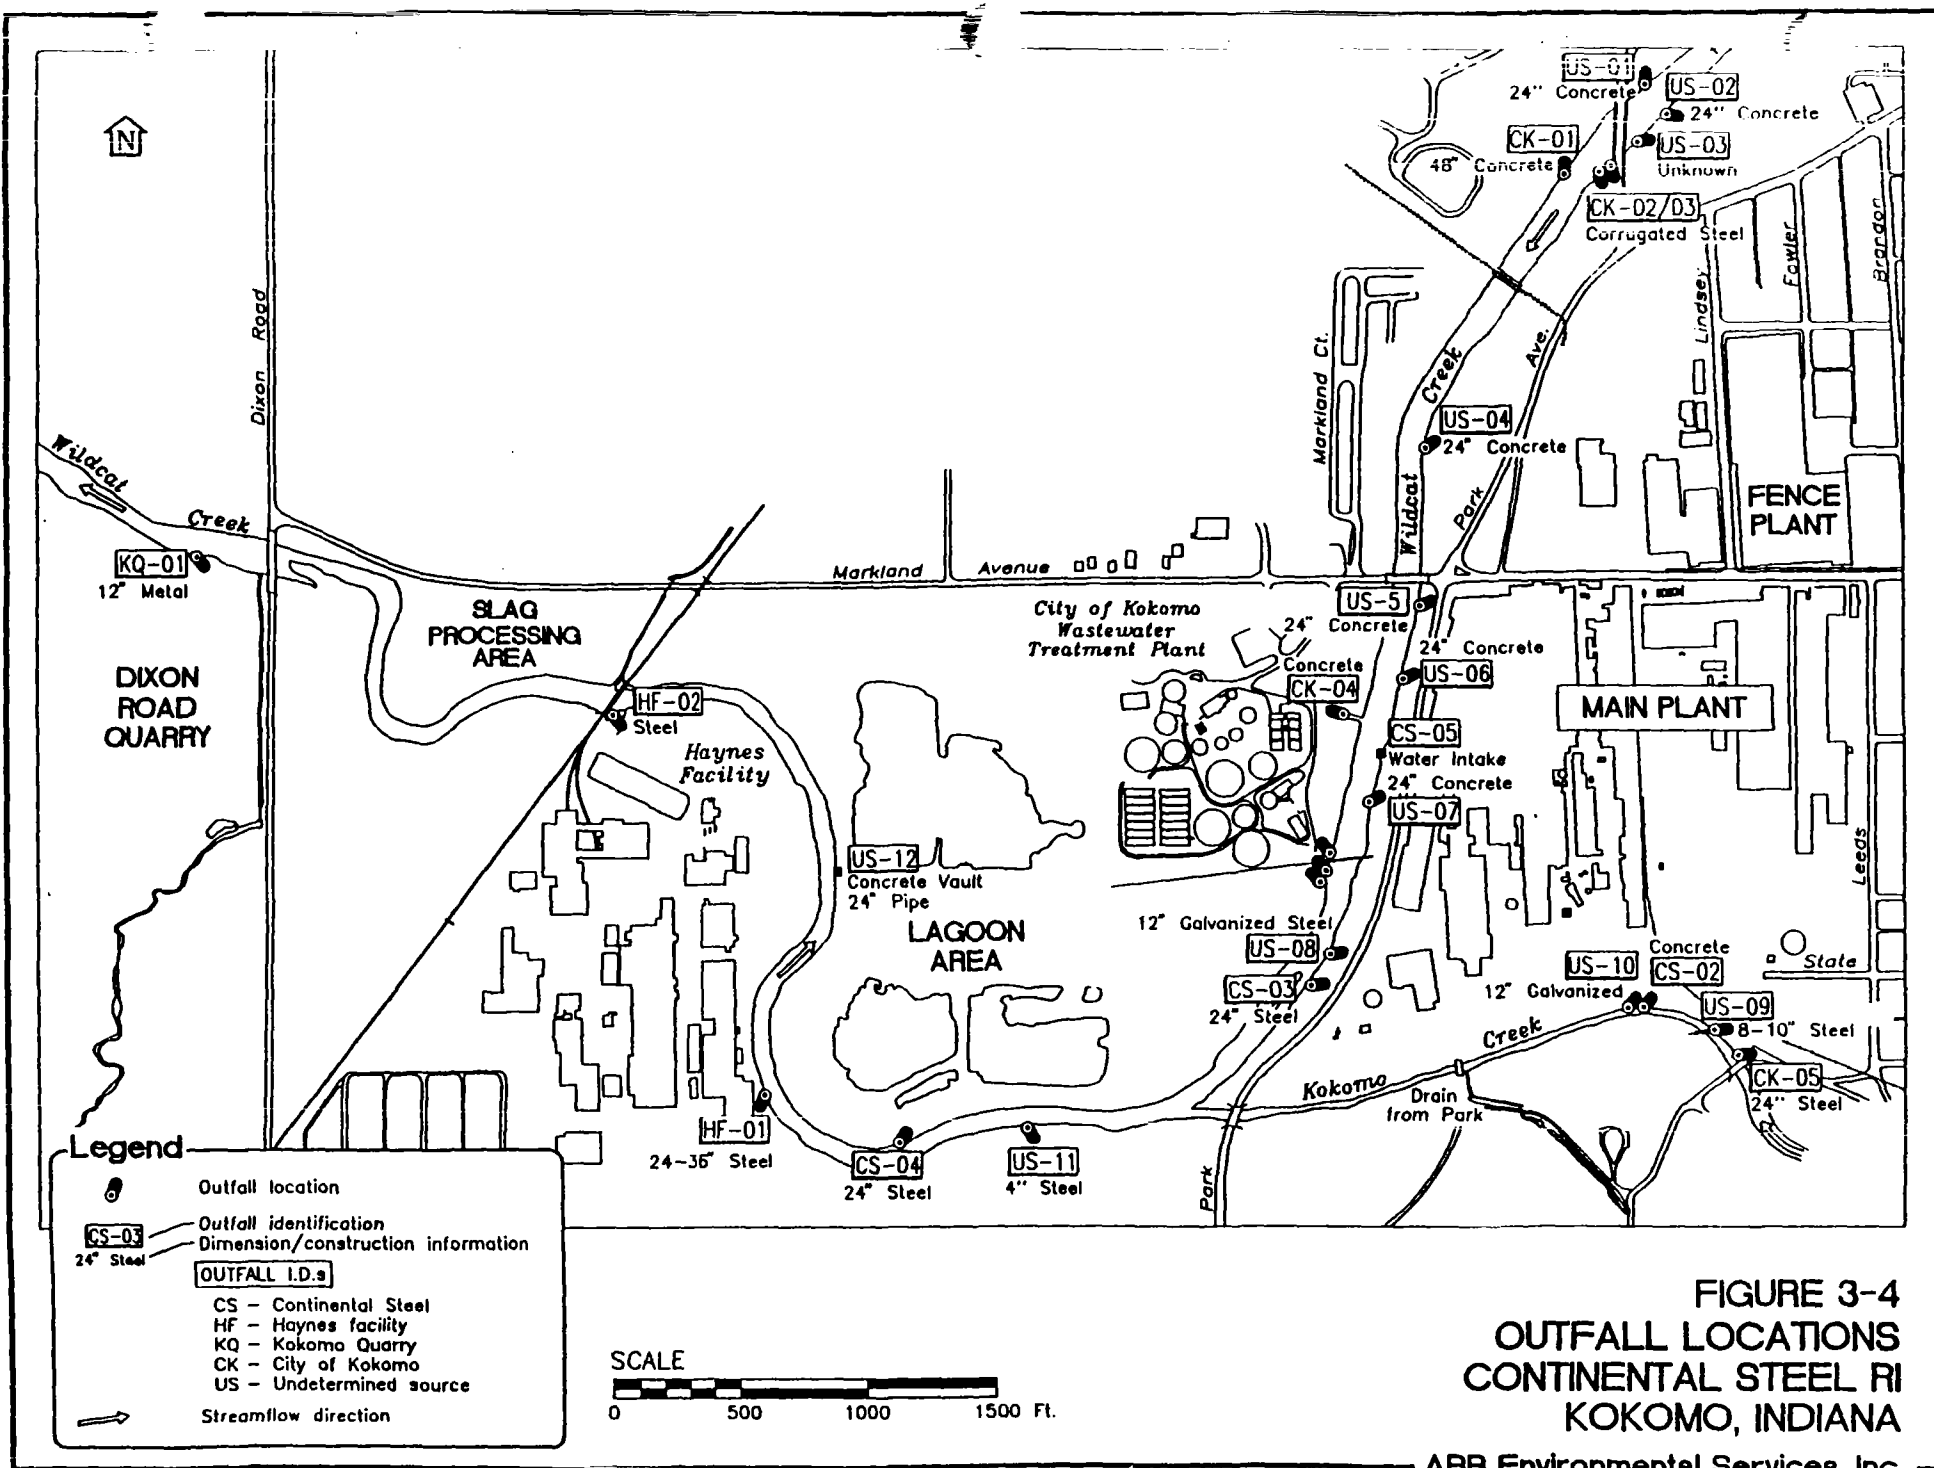 US-01
24" Concrete
US-02
24" Concrete
CK-01
48" Concrete
US-03
Unknown
CK-02/03
Corrugated Steel
N
Dixon Road
Lindsey
Fowler
Brandon
Markland Ct.
Creek
Ave.
US-04
24" Concrete
Wildcat
Park
FENCE
PLANT
Wildcat
Creek
KQ-01
12" Metal
Markland Avenue
SLAG
PROCESSING
AREA
City of Kokomo
Wastewater
Treatment Plant
US-5
24" Concrete
24" Concrete
US-06
Concrete
CK-04
MAIN PLANT
DIXON
ROAD
QUARRY
HF-02
Steel
Haynes
Facility
CS-05
Water Intake
24" Concrete
US-07
Leeds
US-12
Concrete Vault
24" Pipe
LAGOON
AREA
12" Galvanized Steel
US-08
CS-03
24" Steel
US-10
12" Galvanized
Concrete
CS-02
State
US-09
8-10" Steel
Creek
Kokomo
CK-05
24" Steel
Drain
from Park
HF-01
24-36" Steel
CS-04
24" Steel
US-11
4" Steel
Park
Legend
Outfall location
CS-03
24" Steel
Outfall identification
Dimension/construction information
OUTFALL I.D.s
CS - Continental Steel
HF - Haynes facility
KQ - Kokomo Quarry
CK - City of Kokomo
US - Undetermined source
Streamflow direction
SCALE
0 500 1000 1500 Ft.
FIGURE 3-4
OUTFALL LOCATIONS
CONTINENTAL STEEL RI
KOKOMO, INDIANA
ABB Environmental Services, Inc.